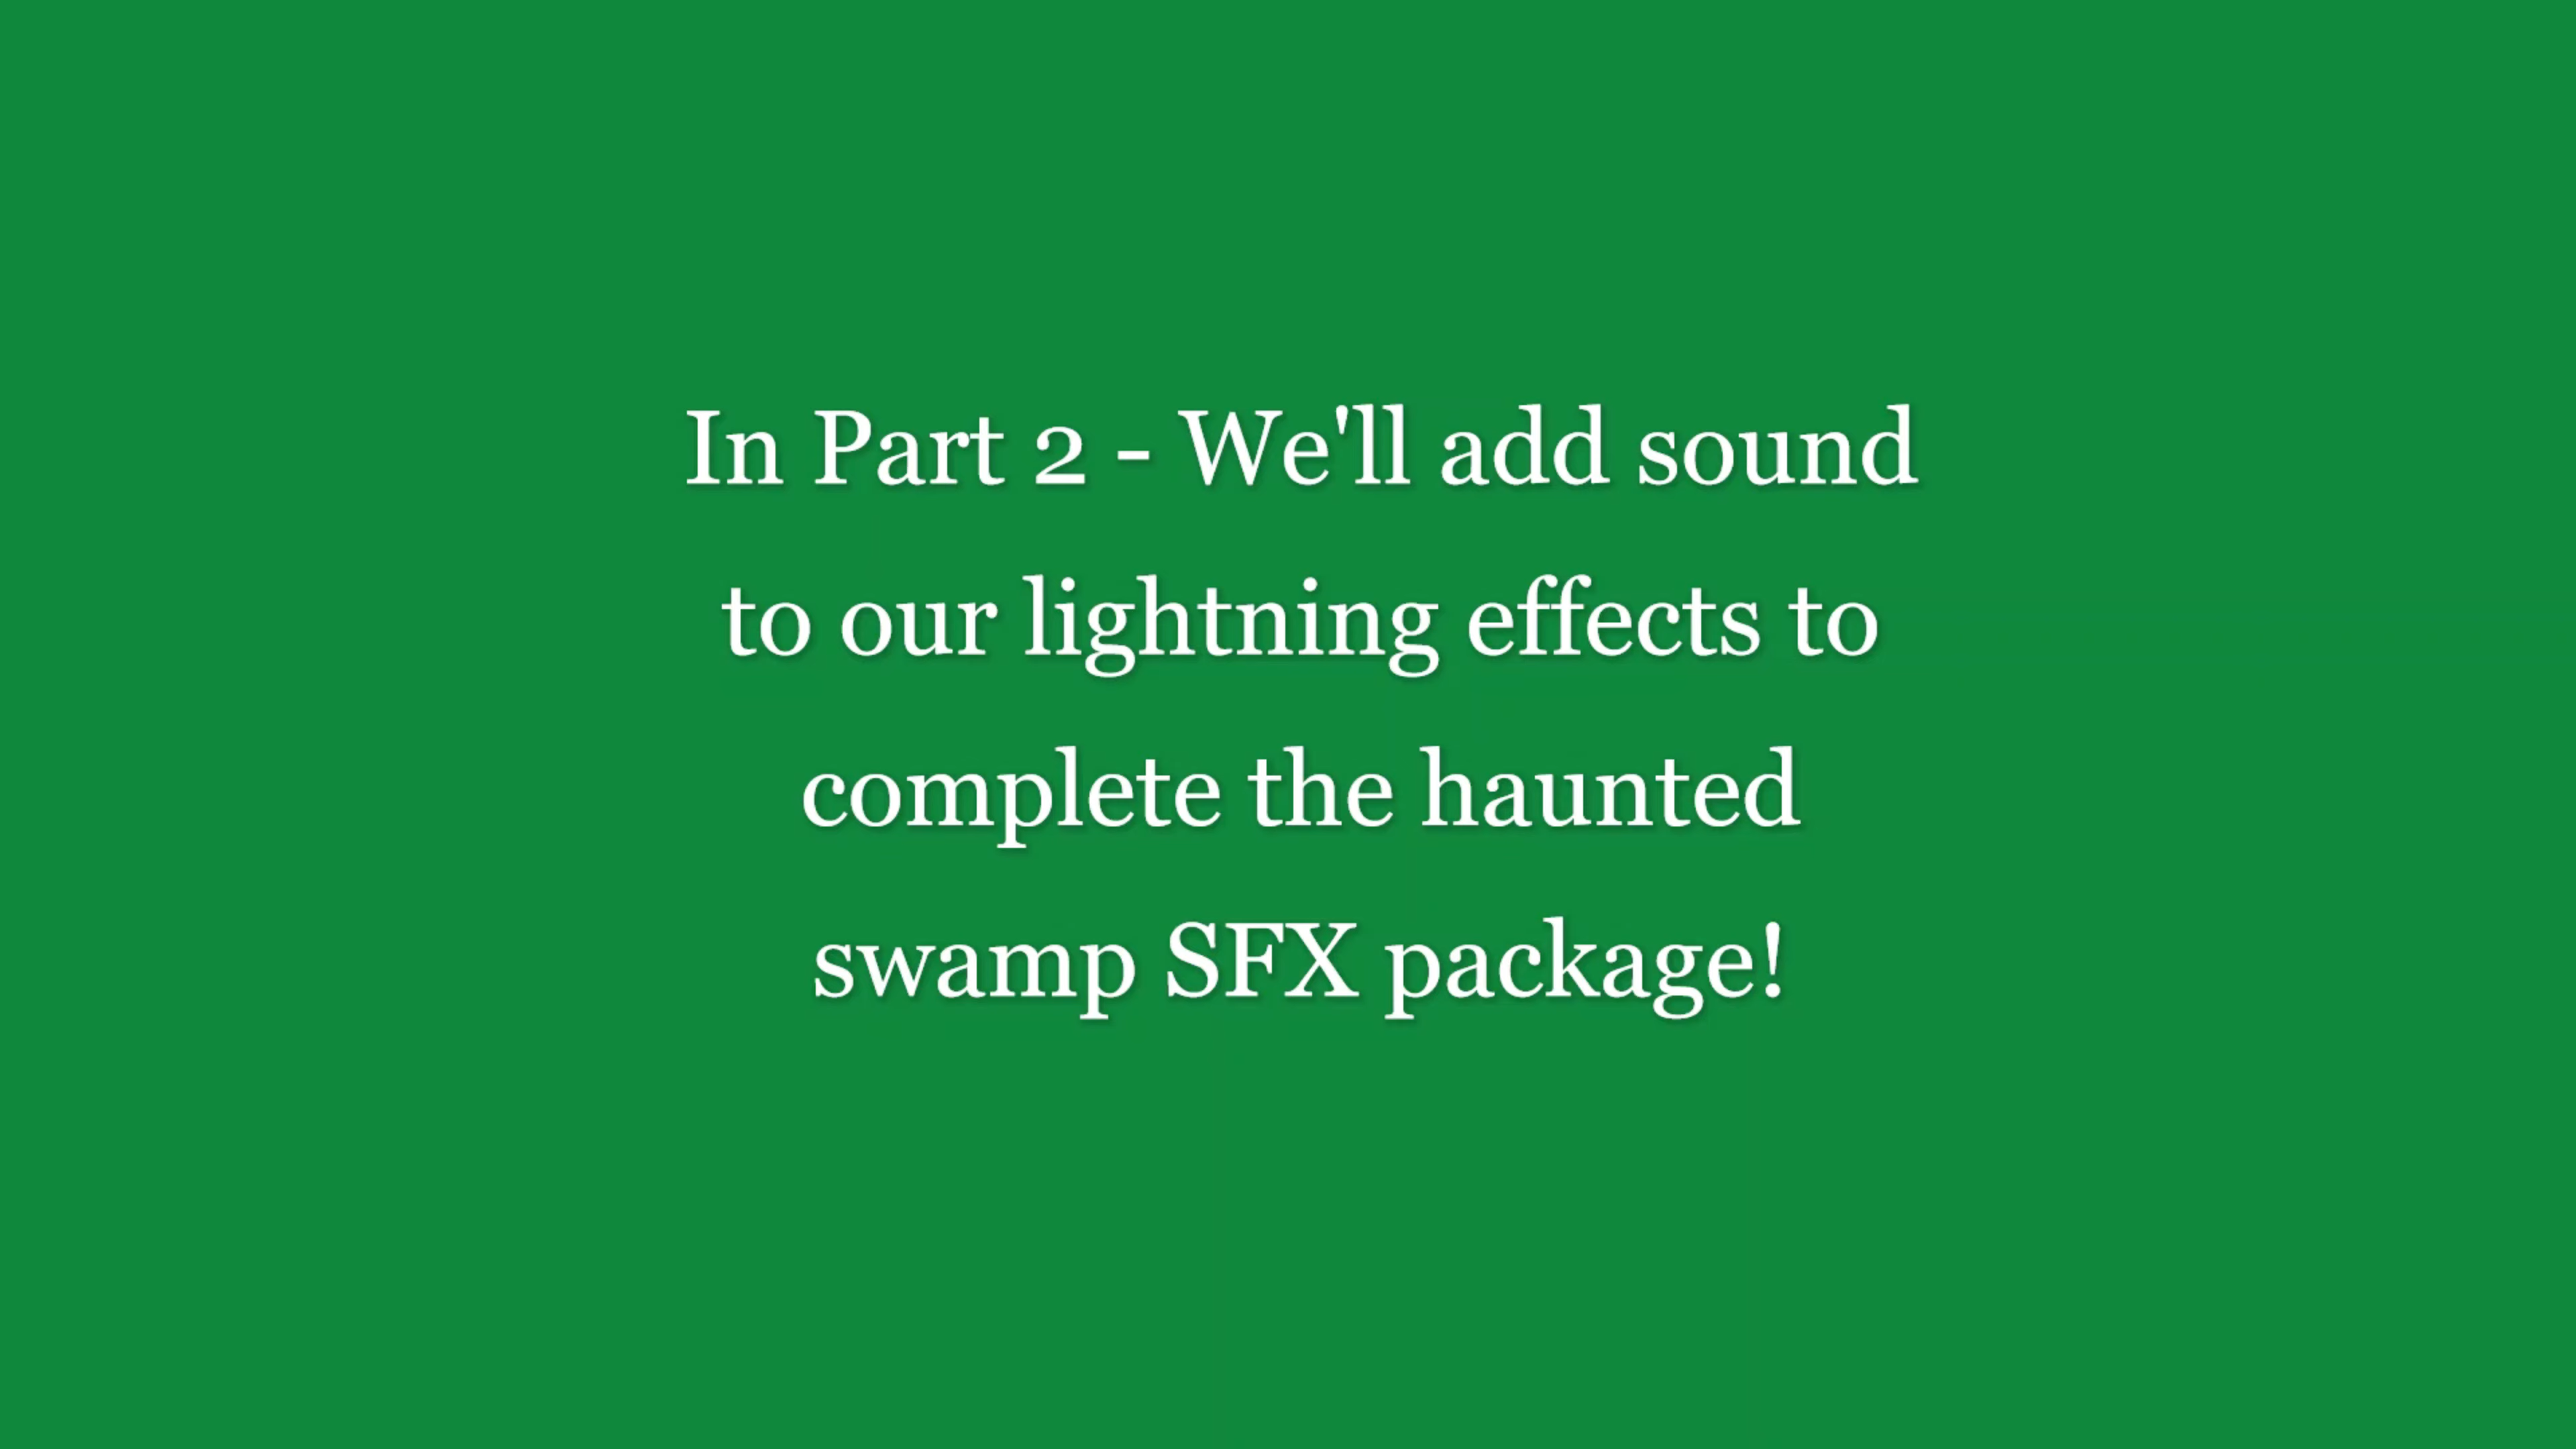 In Part 2 - We'll add sound
to our lightning effects to
complete the haunted
swamp SFX package!